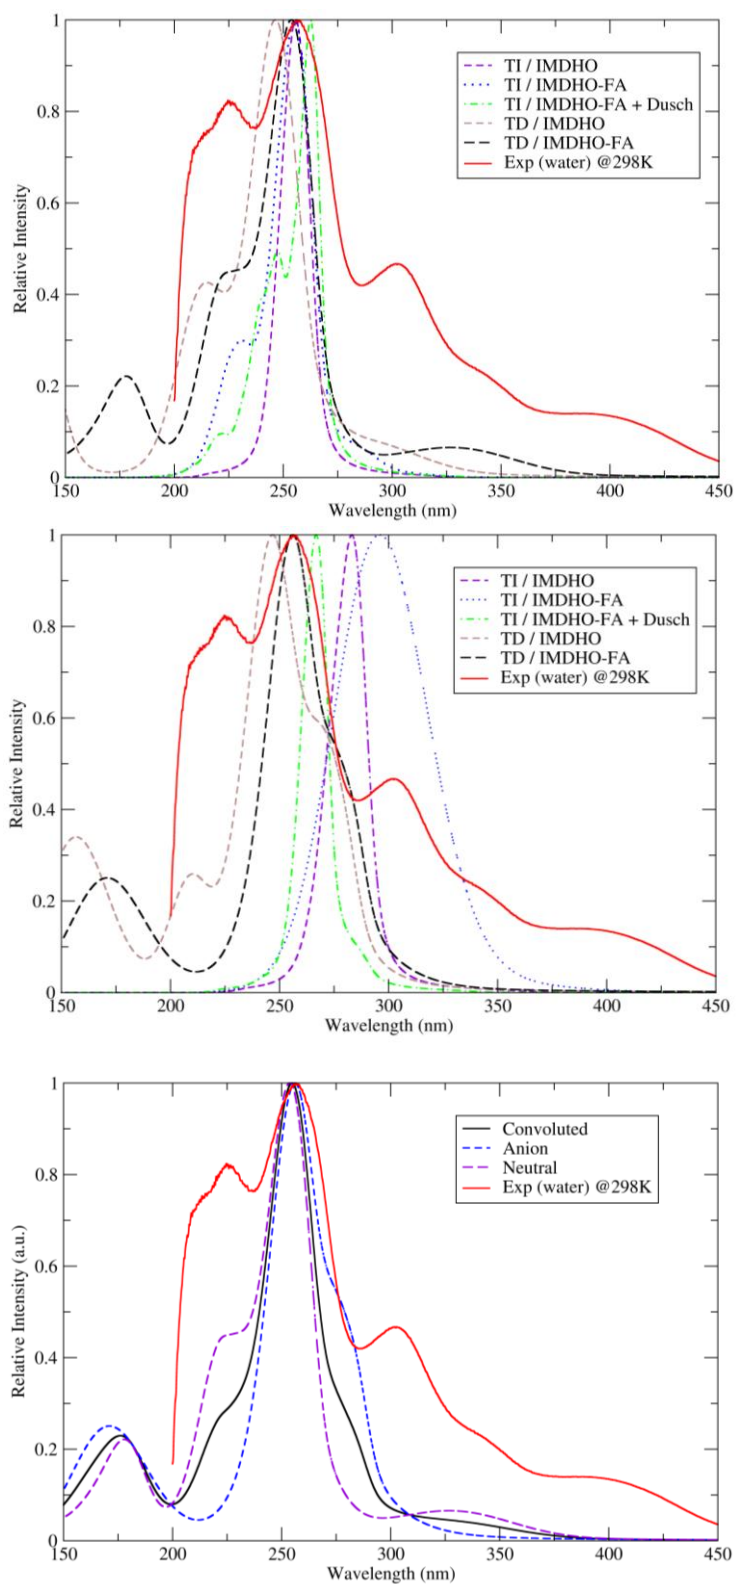 1
0.8
0.6
0.4
0.2
0
Relative Intensity
TI / IMDHO
TI / IMDHO-FA
TI / IMDHO-FA + Dusch
TD / IMDHO
TD / IMDHO-FA
Exp (water) @298K
150 200 250 300 350 400 450
Wavelength (nm)
1
0.8
0.6
0.4
0.2
0
Relative Intensity
TI / IMDHO
TI / IMDHO-FA
TI / IMDHO-FA + Dusch
TD / IMDHO
TD / IMDHO-FA
Exp (water) @298K
150 200 250 300 350 400 450
Wavelength (nm)
1
0.8
0.6
0.4
0.2
0
Relative Intensity (a.u.)
Convoluted
Anion
Neutral
Exp (water) @298K
150 200 250 300 350 400 450
Wavelength (nm)